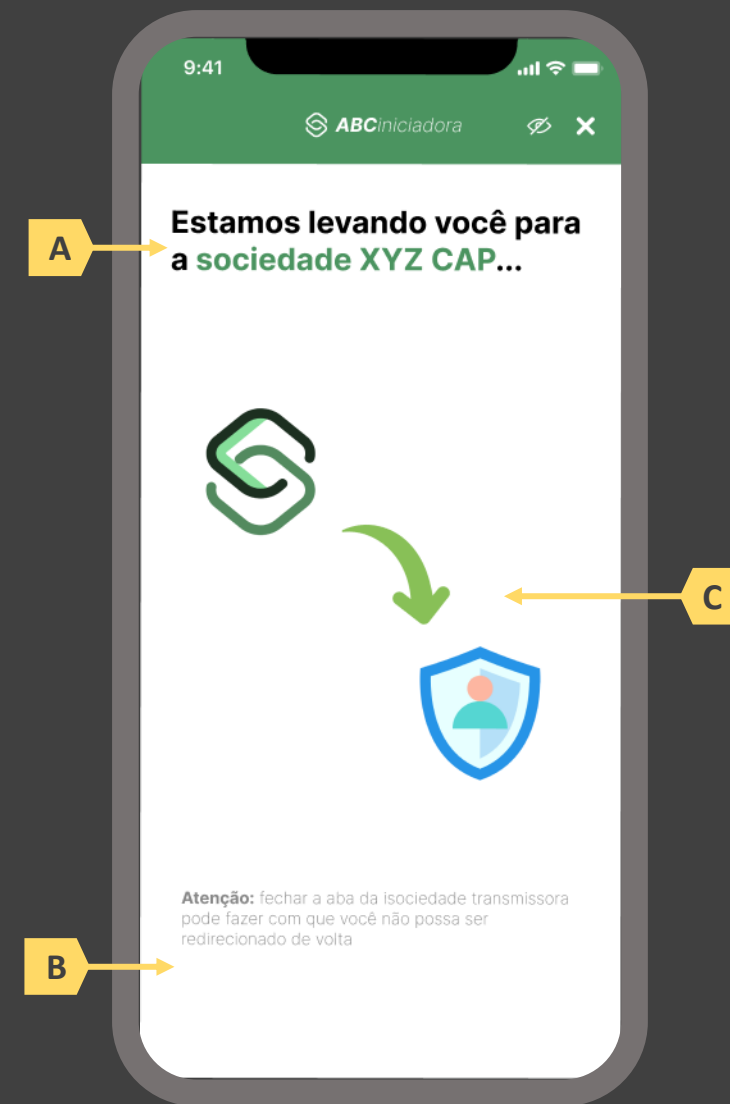 9:41
ABCiniciadora
A
Estamos levando você para
a sociedade XYZ CAP...
C
Atenção: fechar a aba da isociedade transmissora
pode fazer com que você não possa ser
redirecionado de volta
B